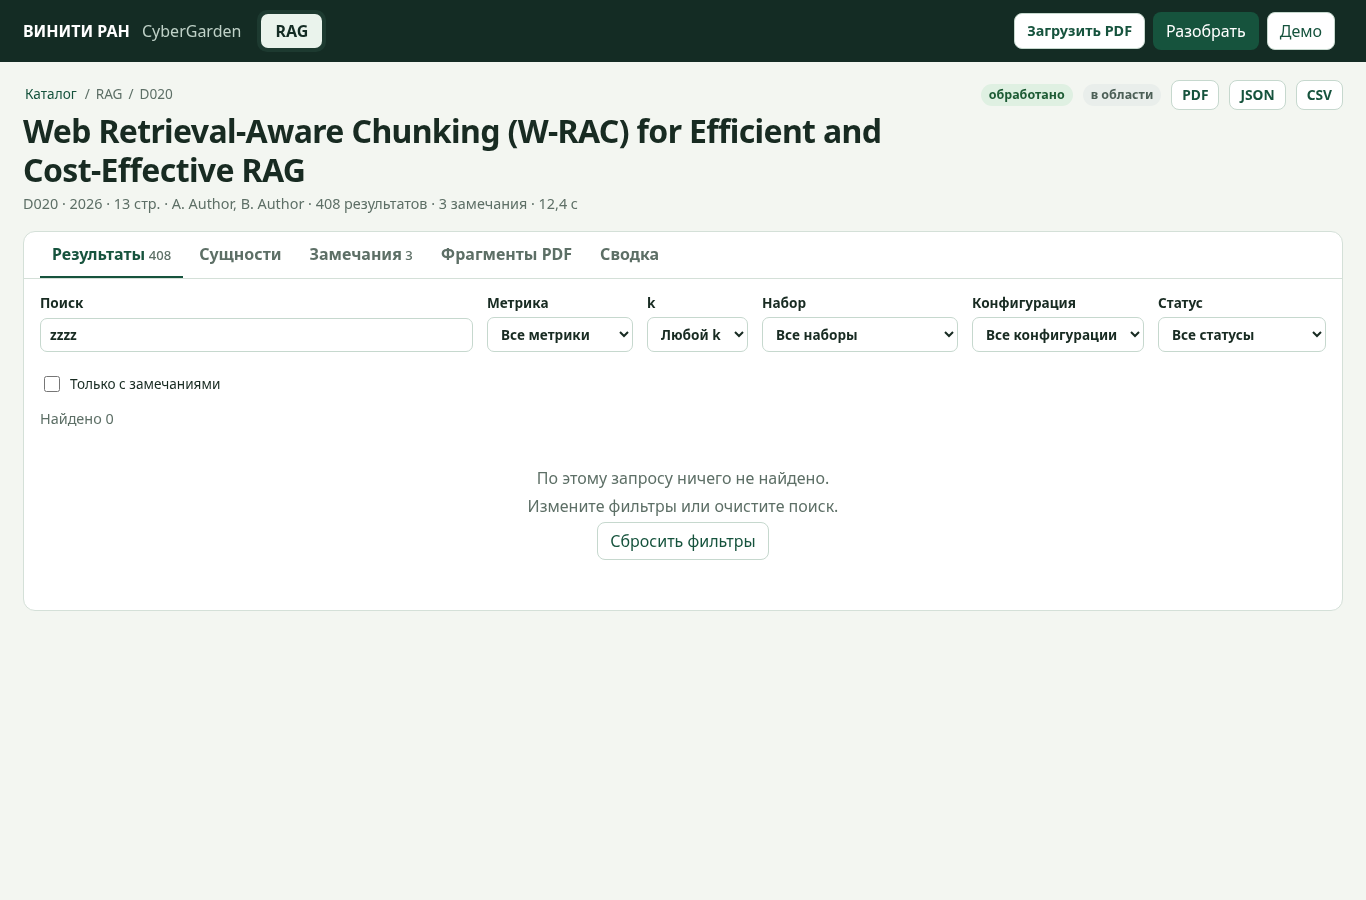 ВИНИТИ РАН CyberGarden RAG Загрузить PDF Разобрать Демо
Каталог / RAG / D020 обработано в области PDF JSON CSV
Web Retrieval-Aware Chunking (W-RAC) for Efficient and
Cost-Effective RAG
D020 · 2026 · 13 стр. · A. Author, B. Author · 408 результатов · 3 замечания · 12,4 с
Результаты 408 Сущности Замечания 3 Фрагменты PDF Сводка
Поиск Метрика k Набор Конфигурация Статус
zzzz Все метрики Любой k Все наборы Все конфигурации Все статусы
Только с замечаниями
Найдено 0
По этому запросу ничего не найдено.
Измените фильтры или очистите поиск.
Сбросить фильтры